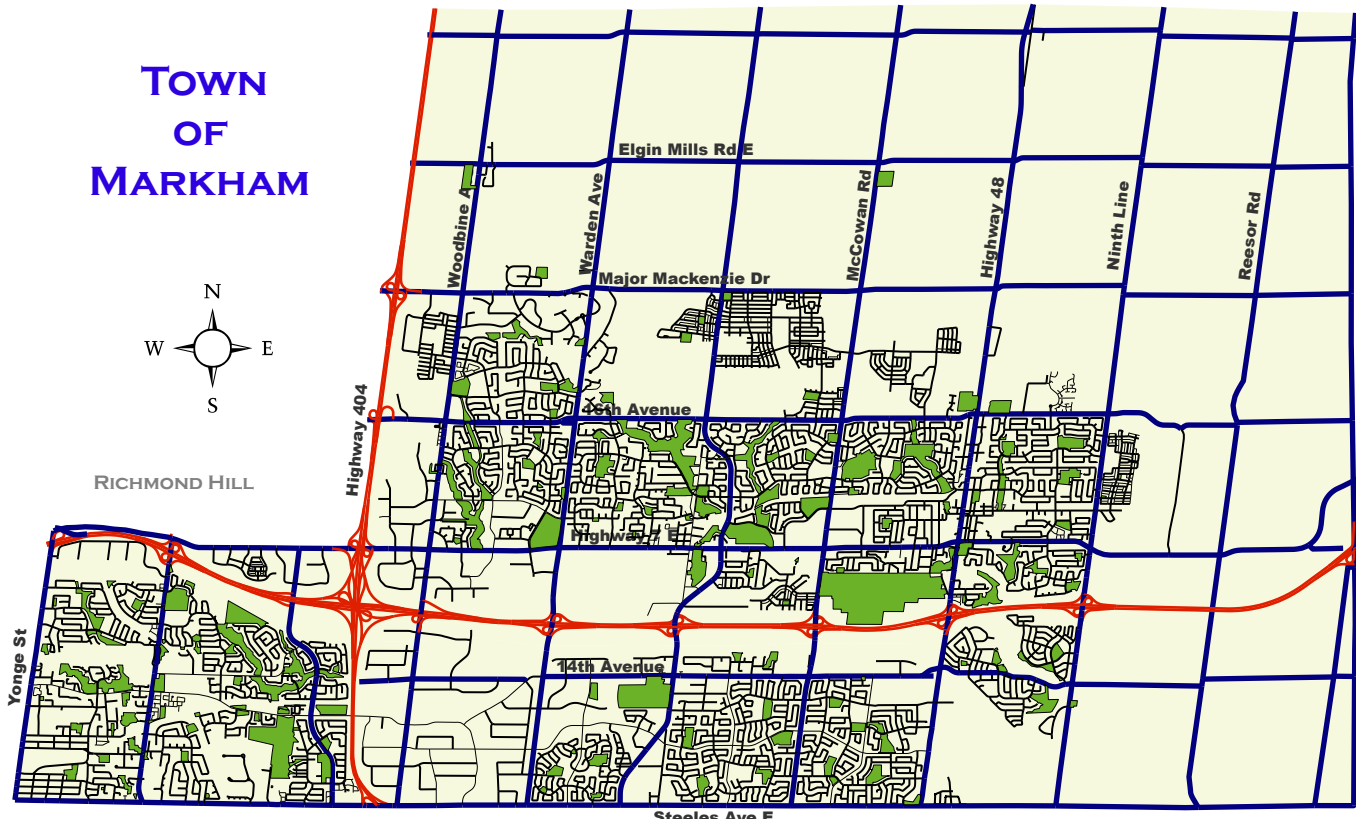 TOWN
OF
MARKHAM
Elgin Mills Rd E
Woodbine A
Warden Ave
McCowan Rd
Highway 48
Ninth Line
Reesor Rd
Major Mackenzie Dr
N
W
E
S
Highway 404
16th Avenue
RICHMOND HILL
Highway 7 E
Yonge St
14th Avenue
Steeles Ave E